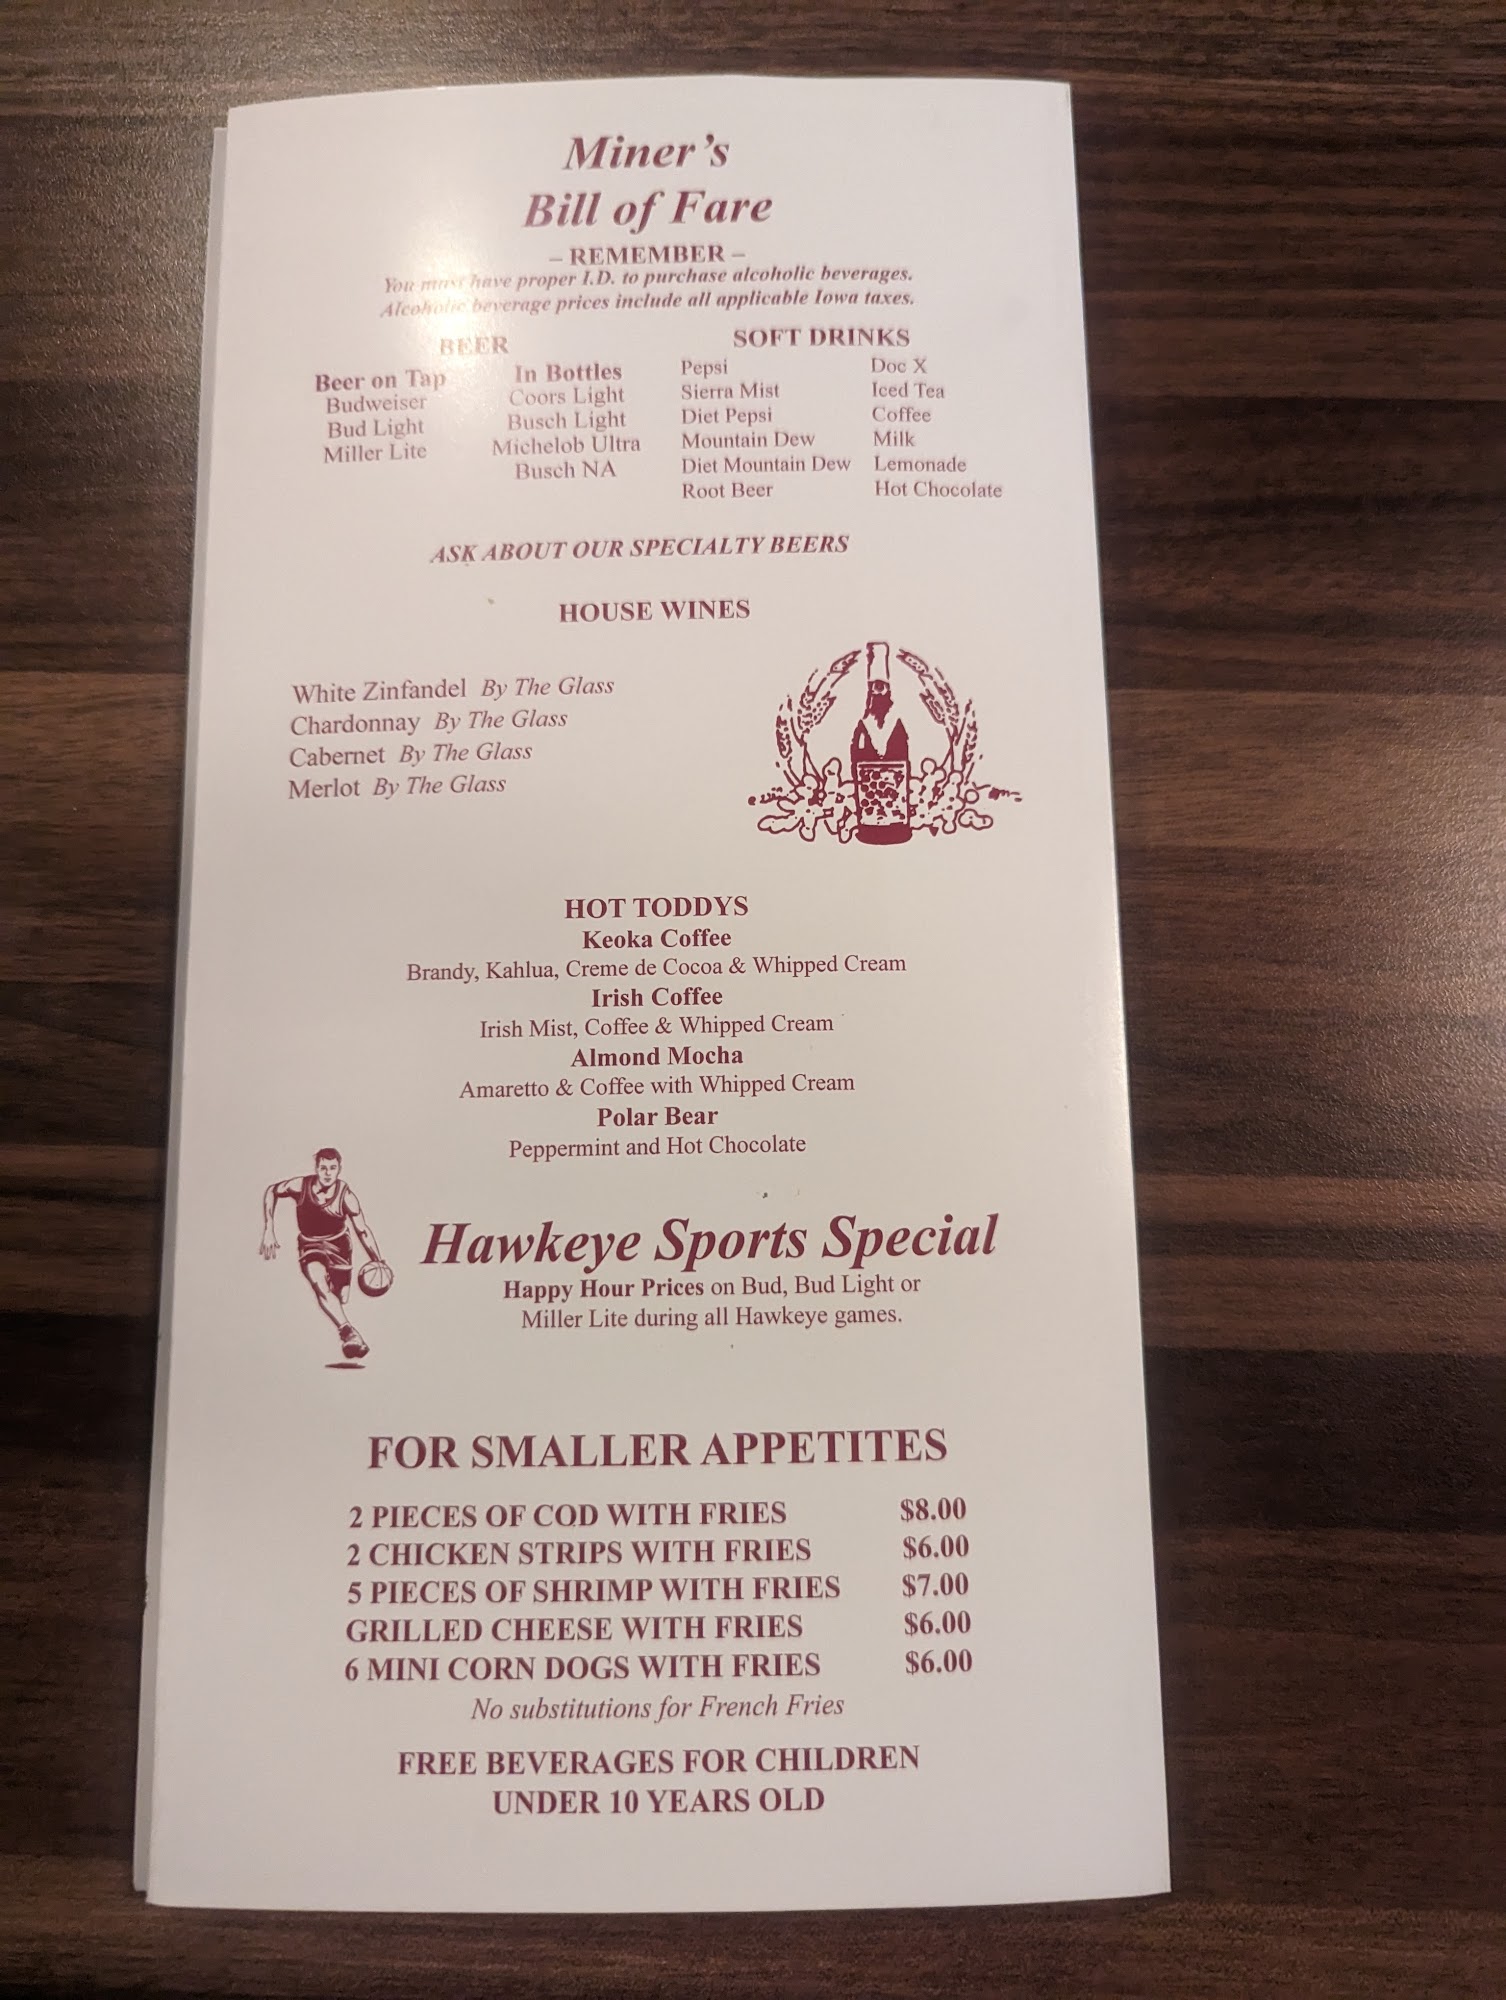 Miner's
Bill of Fare
– REMEMBER –
You must have proper I.D. to purchase alcoholic beverages.
Alcoholic beverage prices include all applicable Iowa taxes.
BEER
Beer on Tap
Budweiser
Bud Light
Miller Lite
In Bottles
Coors Light
Busch Light
Michelob Ultra
Busch NA
SOFT DRINKS
Pepsi
Sierra Mist
Diet Pepsi
Mountain Dew
Diet Mountain Dew
Root Beer
Doc X
Iced Tea
Coffee
Milk
Lemonade
Hot Chocolate
ASK ABOUT OUR SPECIALTY BEERS
HOUSE WINES
White Zinfandel By The Glass
Chardonnay By The Glass
Cabernet By The Glass
Merlot By The Glass
HOT TODDYS
Keoka Coffee
Brandy, Kahlua, Creme de Cocoa & Whipped Cream
Irish Coffee
Irish Mist, Coffee & Whipped Cream
Almond Mocha
Amaretto & Coffee with Whipped Cream
Polar Bear
Peppermint and Hot Chocolate
Hawkeye Sports Special
Happy Hour Prices on Bud, Bud Light or
Miller Lite during all Hawkeye games.
FOR SMALLER APPETITES
2 PIECES OF COD WITH FRIES $8.00
2 CHICKEN STRIPS WITH FRIES $6.00
5 PIECES OF SHRIMP WITH FRIES $7.00
GRILLED CHEESE WITH FRIES $6.00
6 MINI CORN DOGS WITH FRIES $6.00
No substitutions for French Fries
FREE BEVERAGES FOR CHILDREN
UNDER 10 YEARS OLD